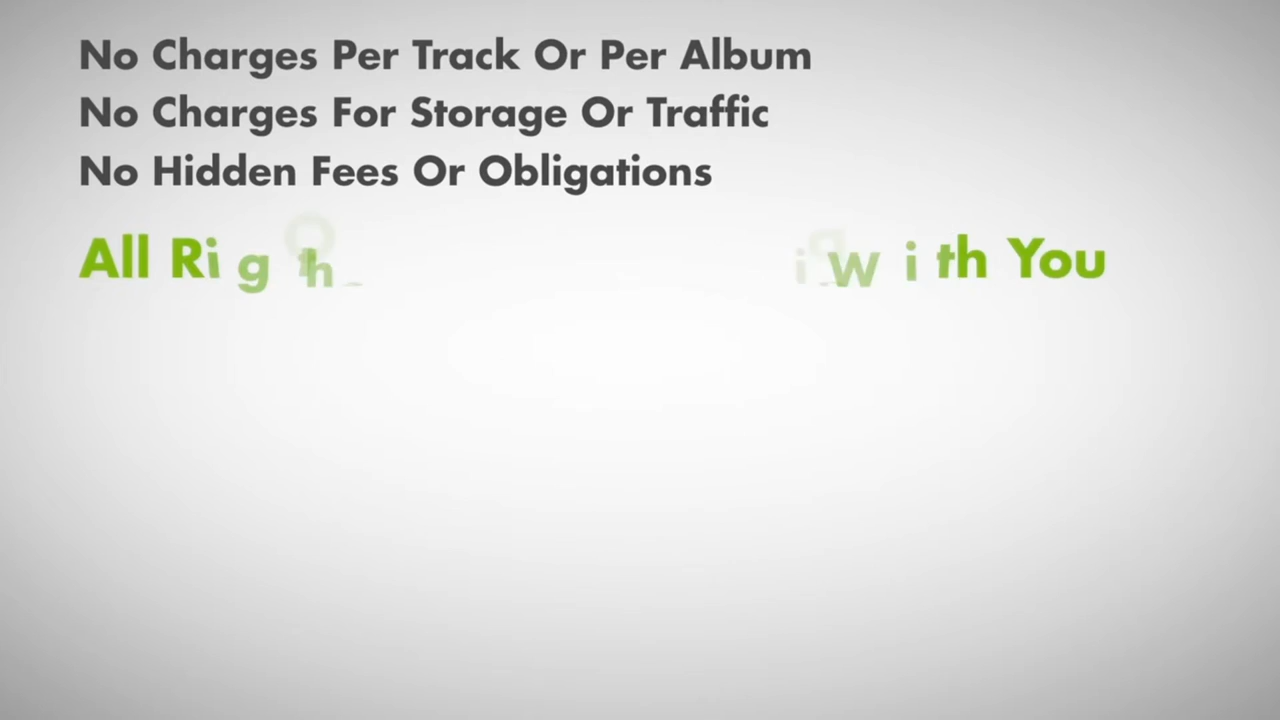 No Charges Per Track Or Per Album
No Charges For Storage Or Traffic
No Hidden Fees Or Obligations
All Righ with You